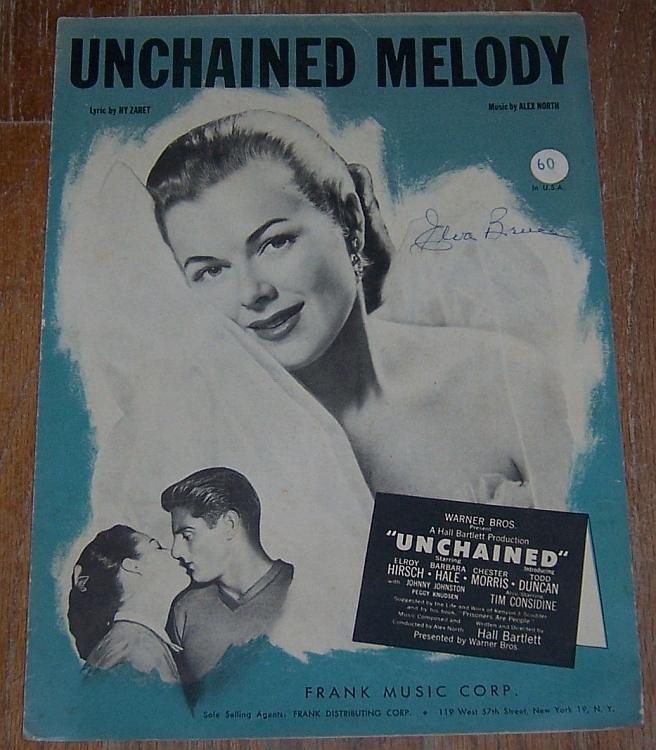 UNCHAINED MELODY
Lyric by HY ZARET
Music by ALEX NORTH
60
In U.S.A.
WARNER BROS.
Present
A Hall Bartlett Production
"UNCHAINED"
Starring
Introducing
ELROY HIRSCH • BARBARA HALE • CHESTER MORRIS • TODD DUNCAN
with JOHNNY JOHNSTON
PEGGY KNUDSEN
Also Starring
TIM CONSIDINE
Suggested by the Life and Work of Kenyon J. Scudder
and by his book, "Prisoners Are People"
Music Composed and
Conducted by Alex North
Written and Directed by
Hall Bartlett
Presented by Warner Bros.
FRANK MUSIC CORP.
Sole Selling Agents: FRANK DISTRIBUTING CORP. • 119 West 57th Street, New York 19, N. Y.